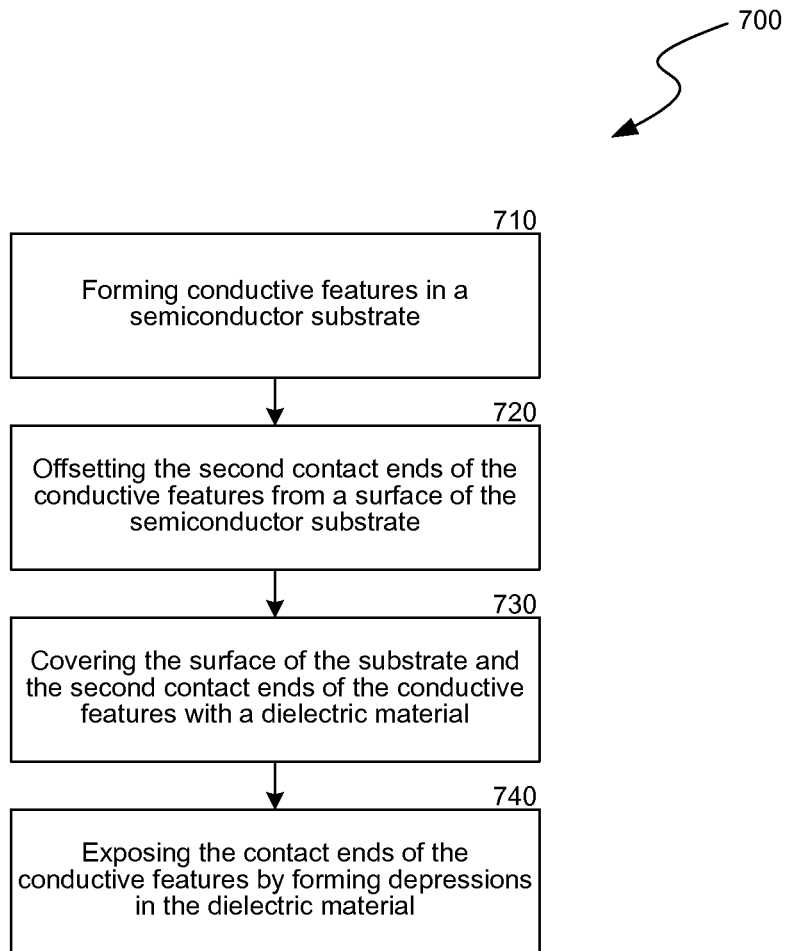 700
710
Forming conductive features in a
semiconductor substrate
720
Offsetting the second contact ends of the
conductive features from a surface of the
semiconductor substrate
730
Covering the surface of the substrate and
the second contact ends of the conductive
features with a dielectric material
740
Exposing the contact ends of the
conductive features by forming depressions
in the dielectric material